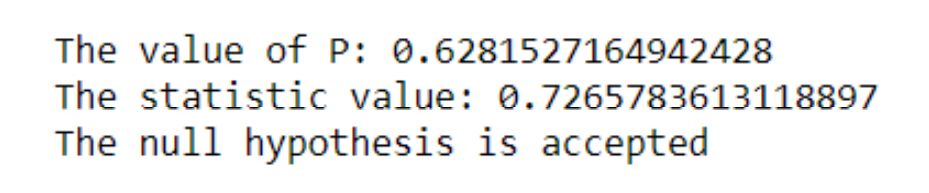 The value of P: 0.6281527164942428
The statistic value: 0.7265783613118897
The null hypothesis is accepted